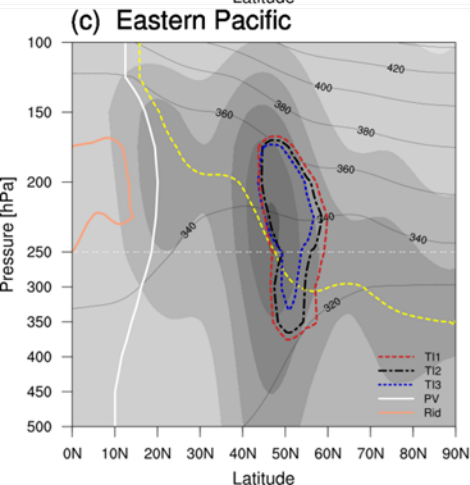 Latitude
(c) Eastern Pacific
100
150
200
250
300
350
400
450
500
Pressure [hPa]
420
400
380
360
380
360
340
340
340
320
TI1
TI2
TI3
PV
Rid
0N 10N 20N 30N 40N 50N 60N 70N 80N 90N
Latitude